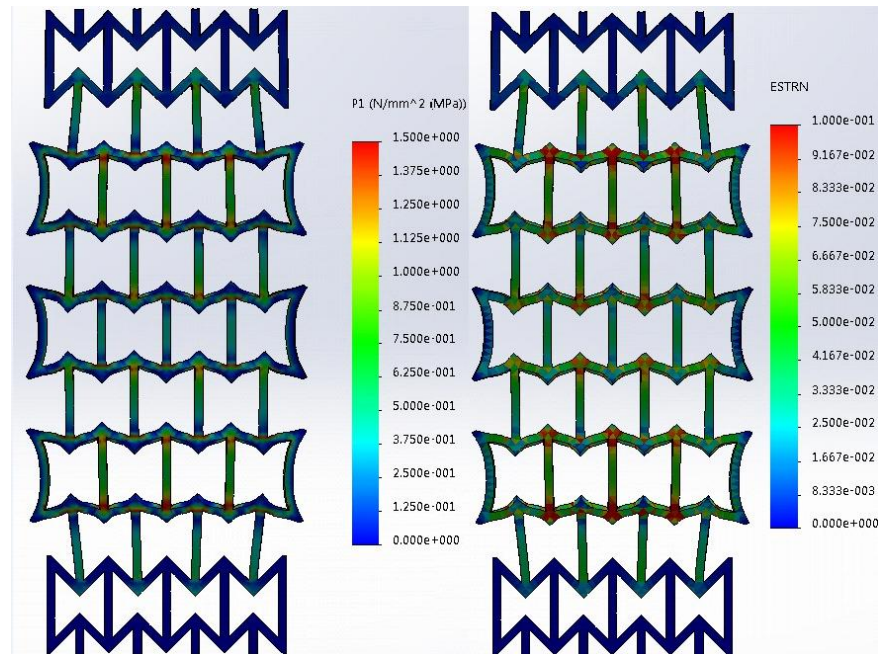 P1 (N/mm^2 (MPa))
1.500e+000
1.375e+000
1.250e+000
1.125e+000
1.000e+000
8.750e-001
7.500e-001
6.250e-001
5.000e-001
3.750e-001
2.500e-001
1.250e-001
0.000e+000
ESTRN
1.000e-001
9.167e-002
8.333e-002
7.500e-002
6.667e-002
5.833e-002
5.000e-002
4.167e-002
3.333e-002
2.500e-002
1.667e-002
8.333e-003
0.000e+000